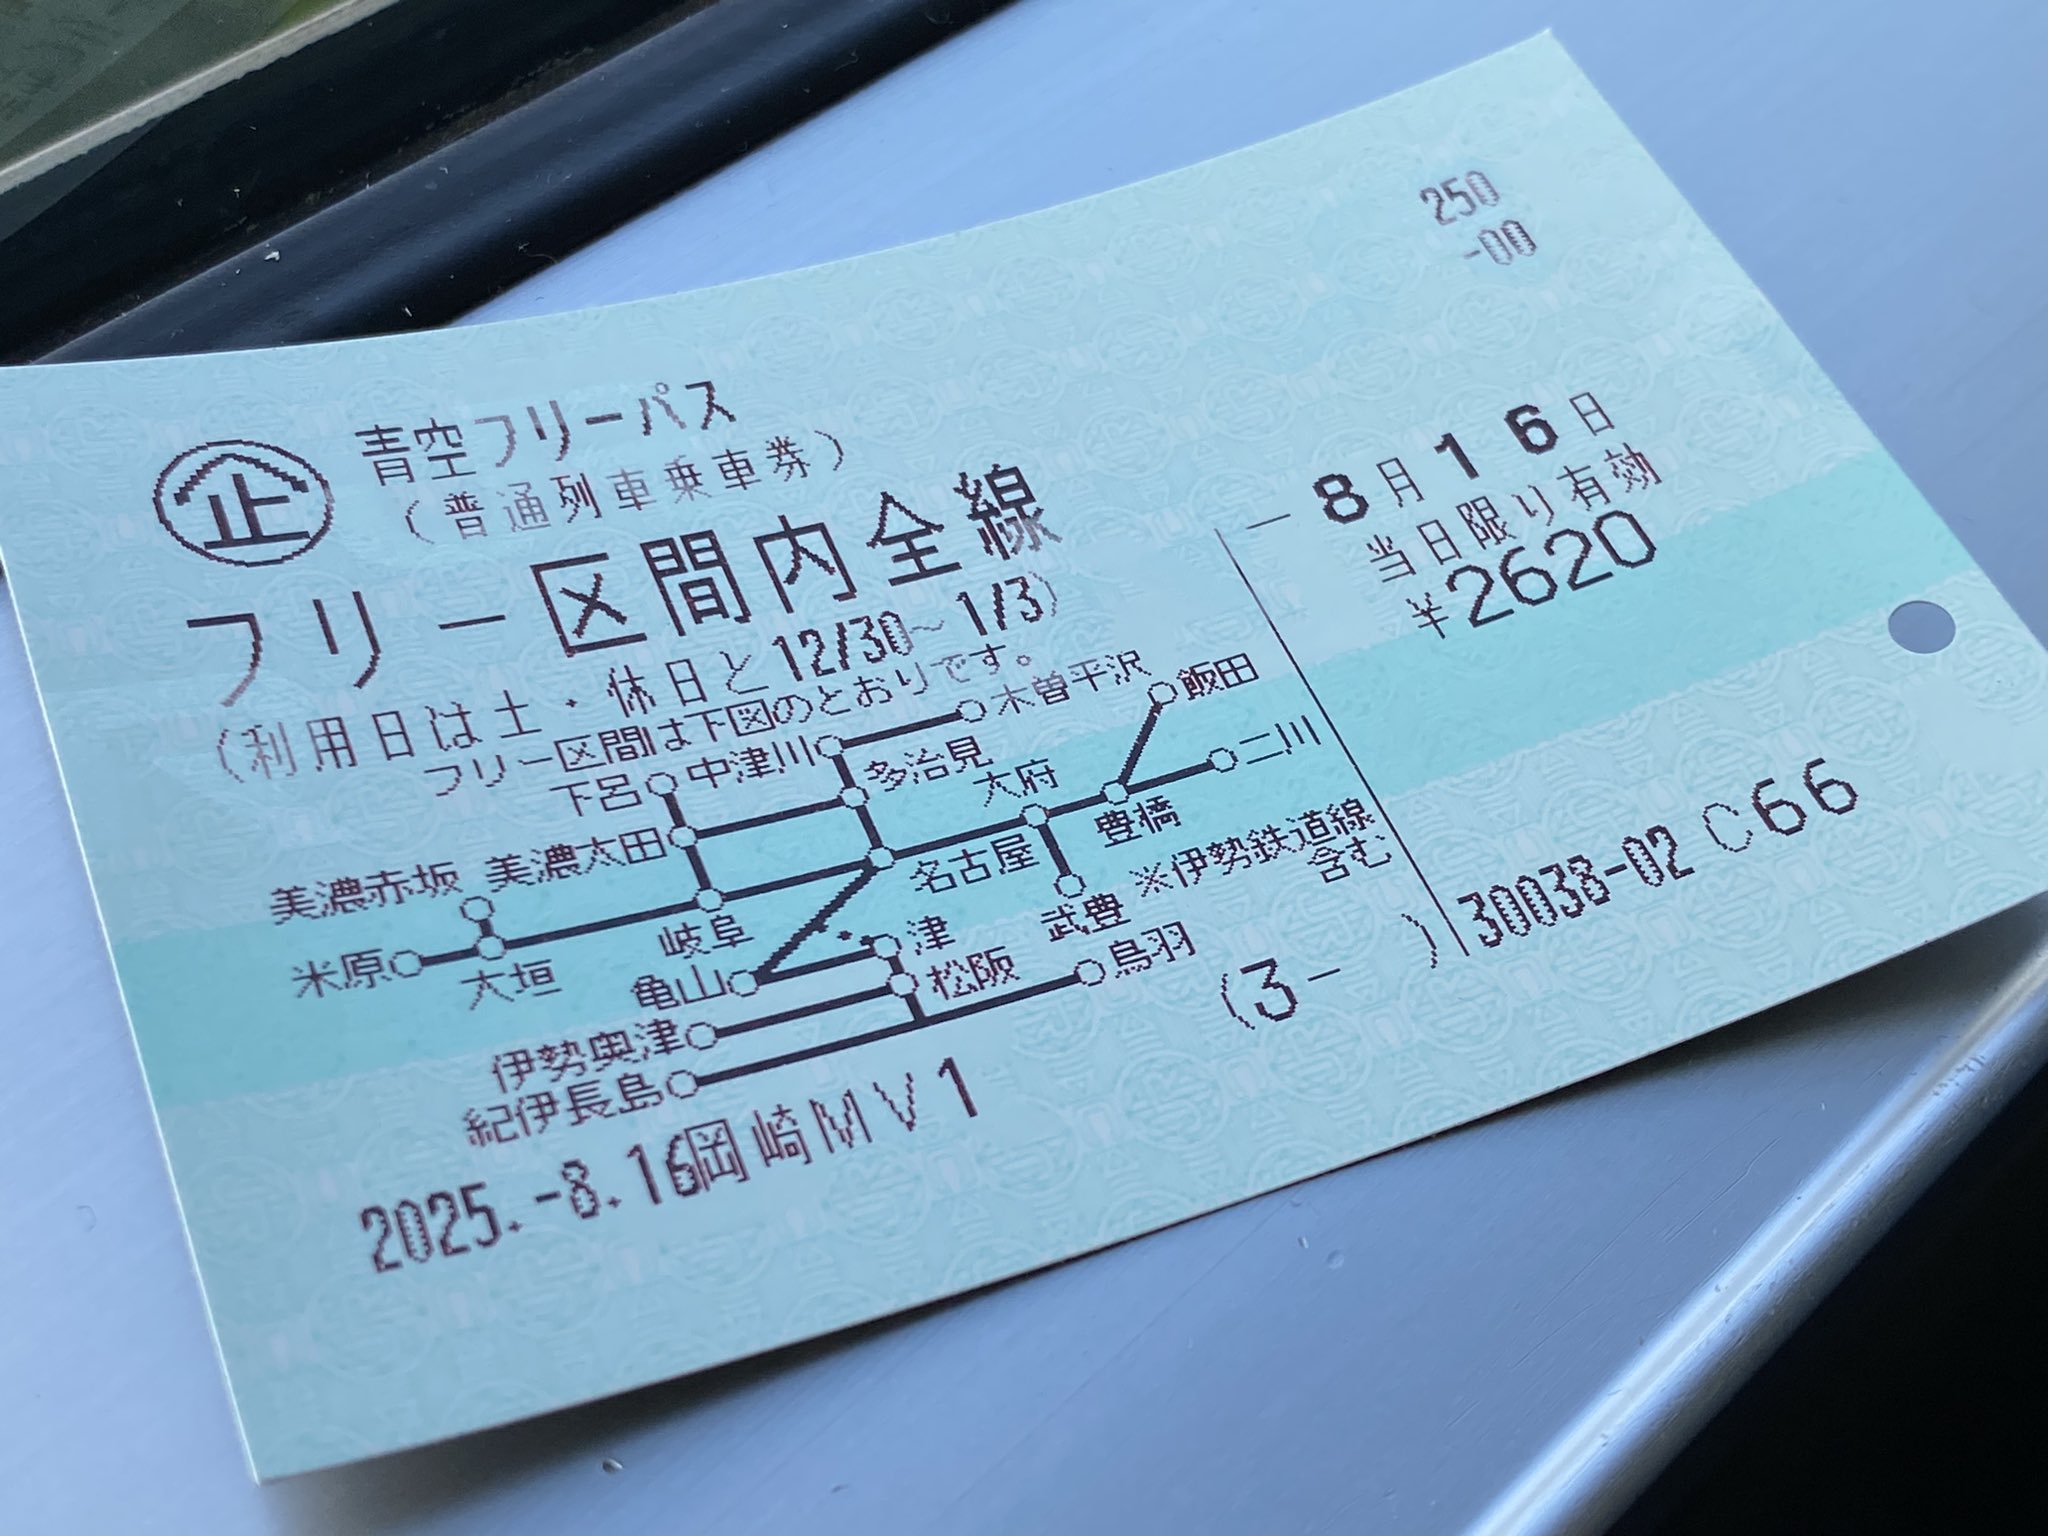 250
-00
企 青空フリーパス
（普通列車乗車券）
フリー区間内全線
（利用日は土・休日と12/30～1/3）
フリー区間は下図のとおりです。
- 8月16日
当日限り有効
¥2620
下呂 中津川 木曽平沢 飯田
多治見 大府 二川
美濃赤坂 美濃太田 名古屋 豊橋
※伊勢鉄道線
含む
米原 大垣 岐阜 武豊
亀山 津
松阪 鳥羽
伊勢奥津
紀伊長島
（3- ）
30038-02 C66
2025.-8.16岡崎MV1